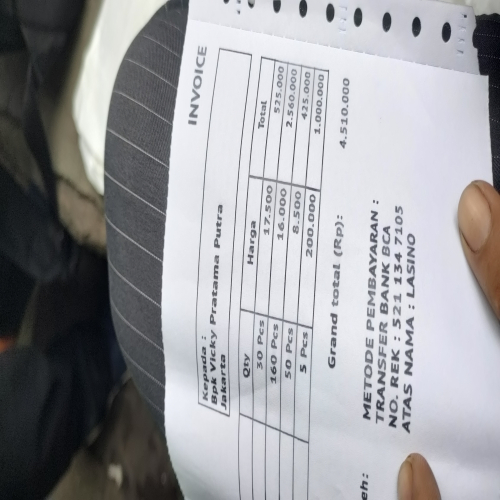 INVOICE
Kepada :
Bpk Vicky Pratama Putra
Jakarta
Qty Harga Total
30 Pcs 17.500 525.000
160 Pcs 16.000 2.560.000
50 Pcs 8.500 425.000
5 Pcs 200.000 1.000.000
Grand total (Rp): 4.510.000
METODE PEMBAYARAN :
TRANSFER BANK BCA
NO. REK : 521 134 7105
ATAS NAMA : LASINO
eh: